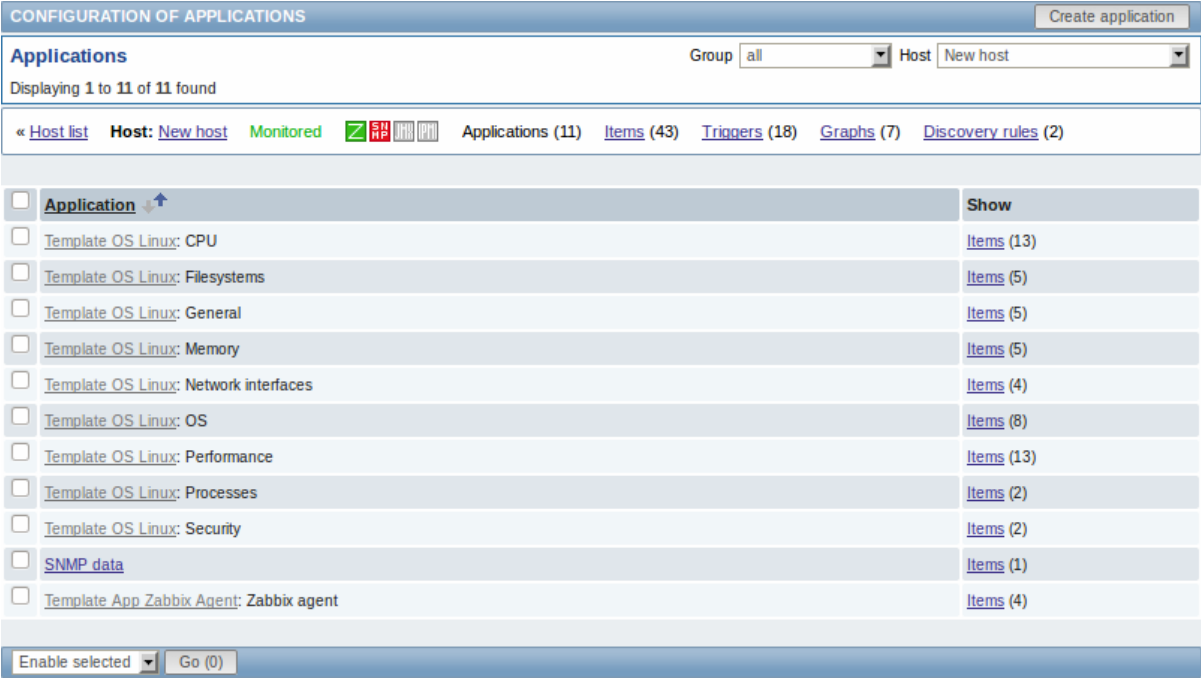 CONFIGURATION OF APPLICATIONS Create application
Applications Group all Host New host
Displaying 1 to 11 of 11 found
« Host list Host: New host Monitored Z SNMP JMX IPMI Applications (11) Items (43) Triggers (18) Graphs (7) Discovery rules (2)
Application Show
Template OS Linux: CPU Items (13)
Template OS Linux: Filesystems Items (5)
Template OS Linux: General Items (5)
Template OS Linux: Memory Items (5)
Template OS Linux: Network interfaces Items (4)
Template OS Linux: OS Items (8)
Template OS Linux: Performance Items (13)
Template OS Linux: Processes Items (2)
Template OS Linux: Security Items (2)
SNMP data Items (1)
Template App Zabbix Agent: Zabbix agent Items (4)
Enable selected Go (0)